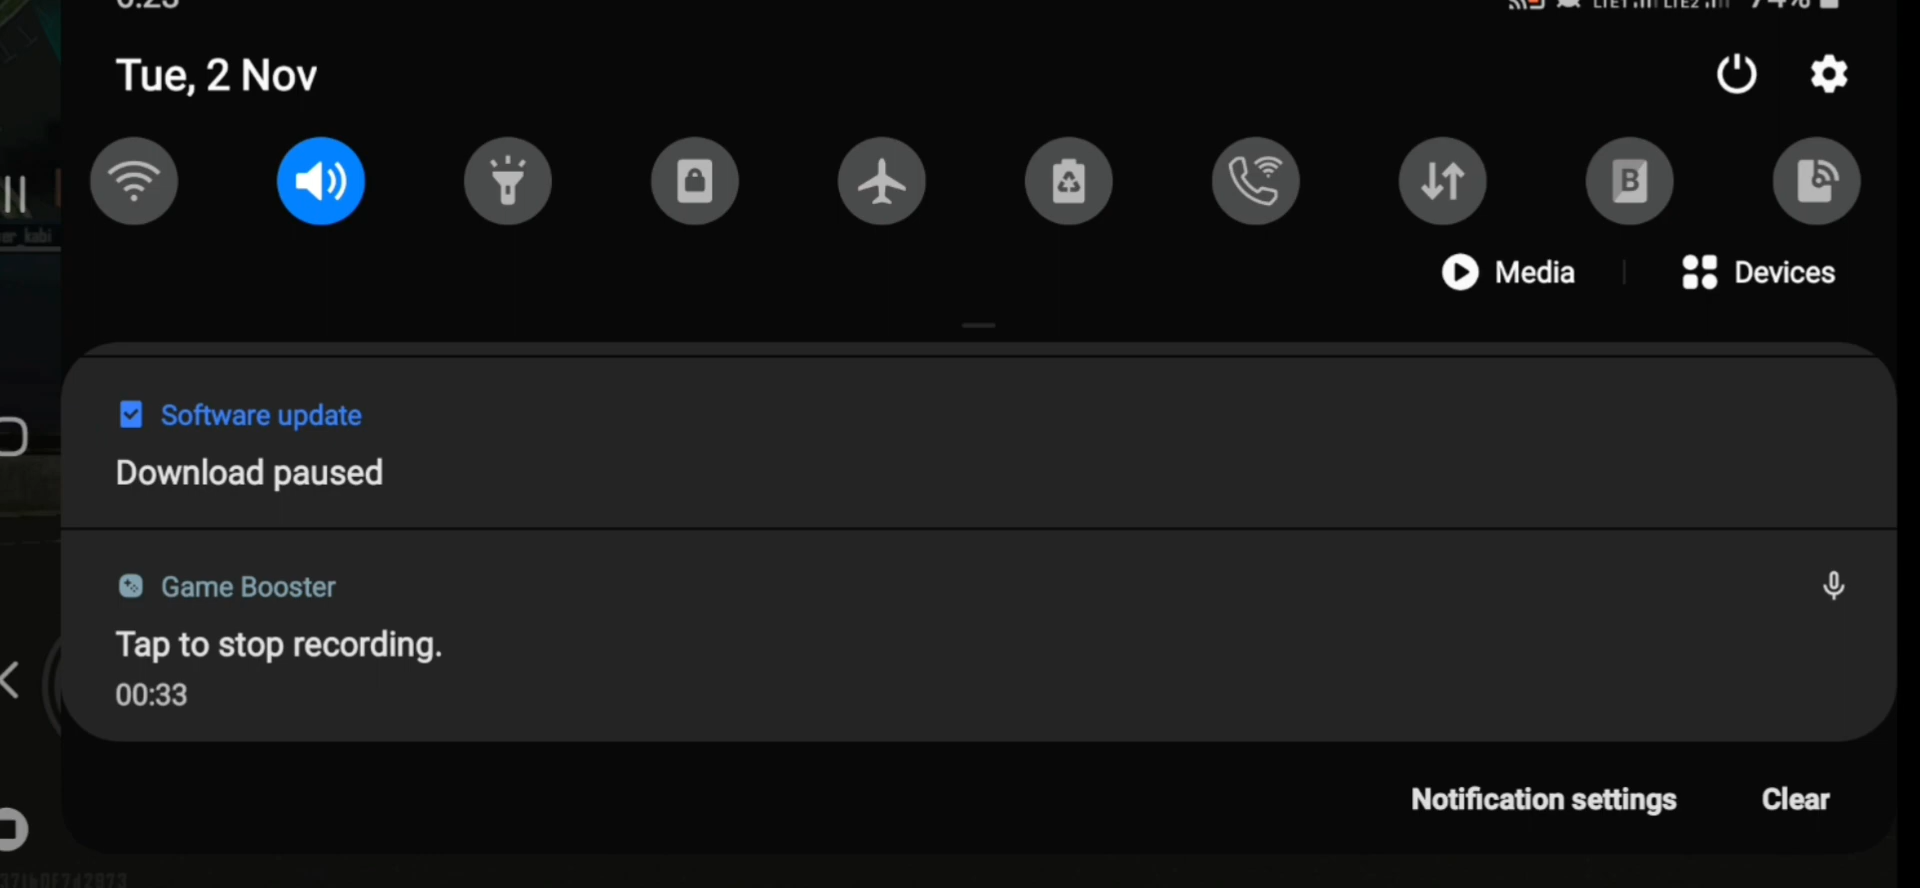 Tue, 2 Nov
Media
Devices
Software update
Download paused
Game Booster
Tap to stop recording.
00:33
Notification settings
Clear